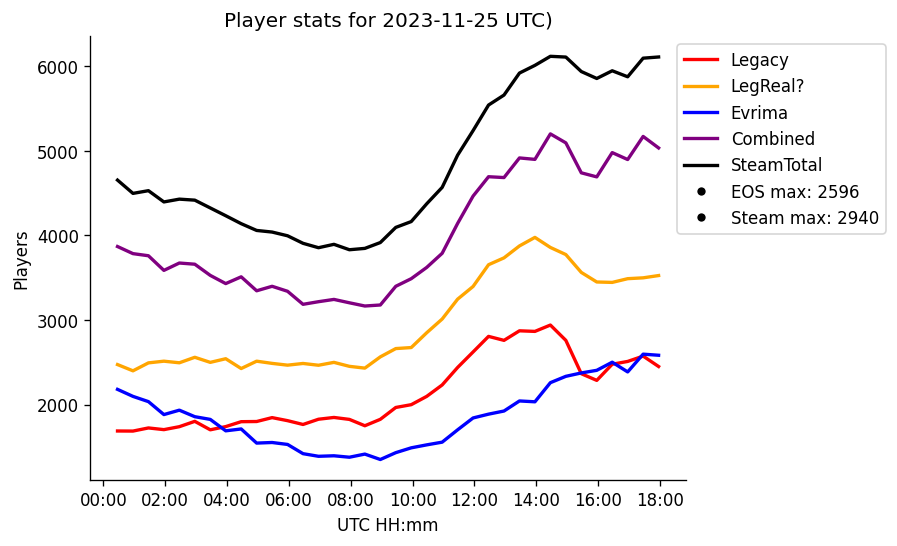 Player stats for 2023-11-25 UTC)
6000
5000
4000
3000
2000
Players
00:00 02:00 04:00 06:00 08:00 10:00 12:00 14:00 16:00 18:00
UTC HH:mm
Legacy
LegReal?
Evrima
Combined
SteamTotal
EOS max: 2596
Steam max: 2940